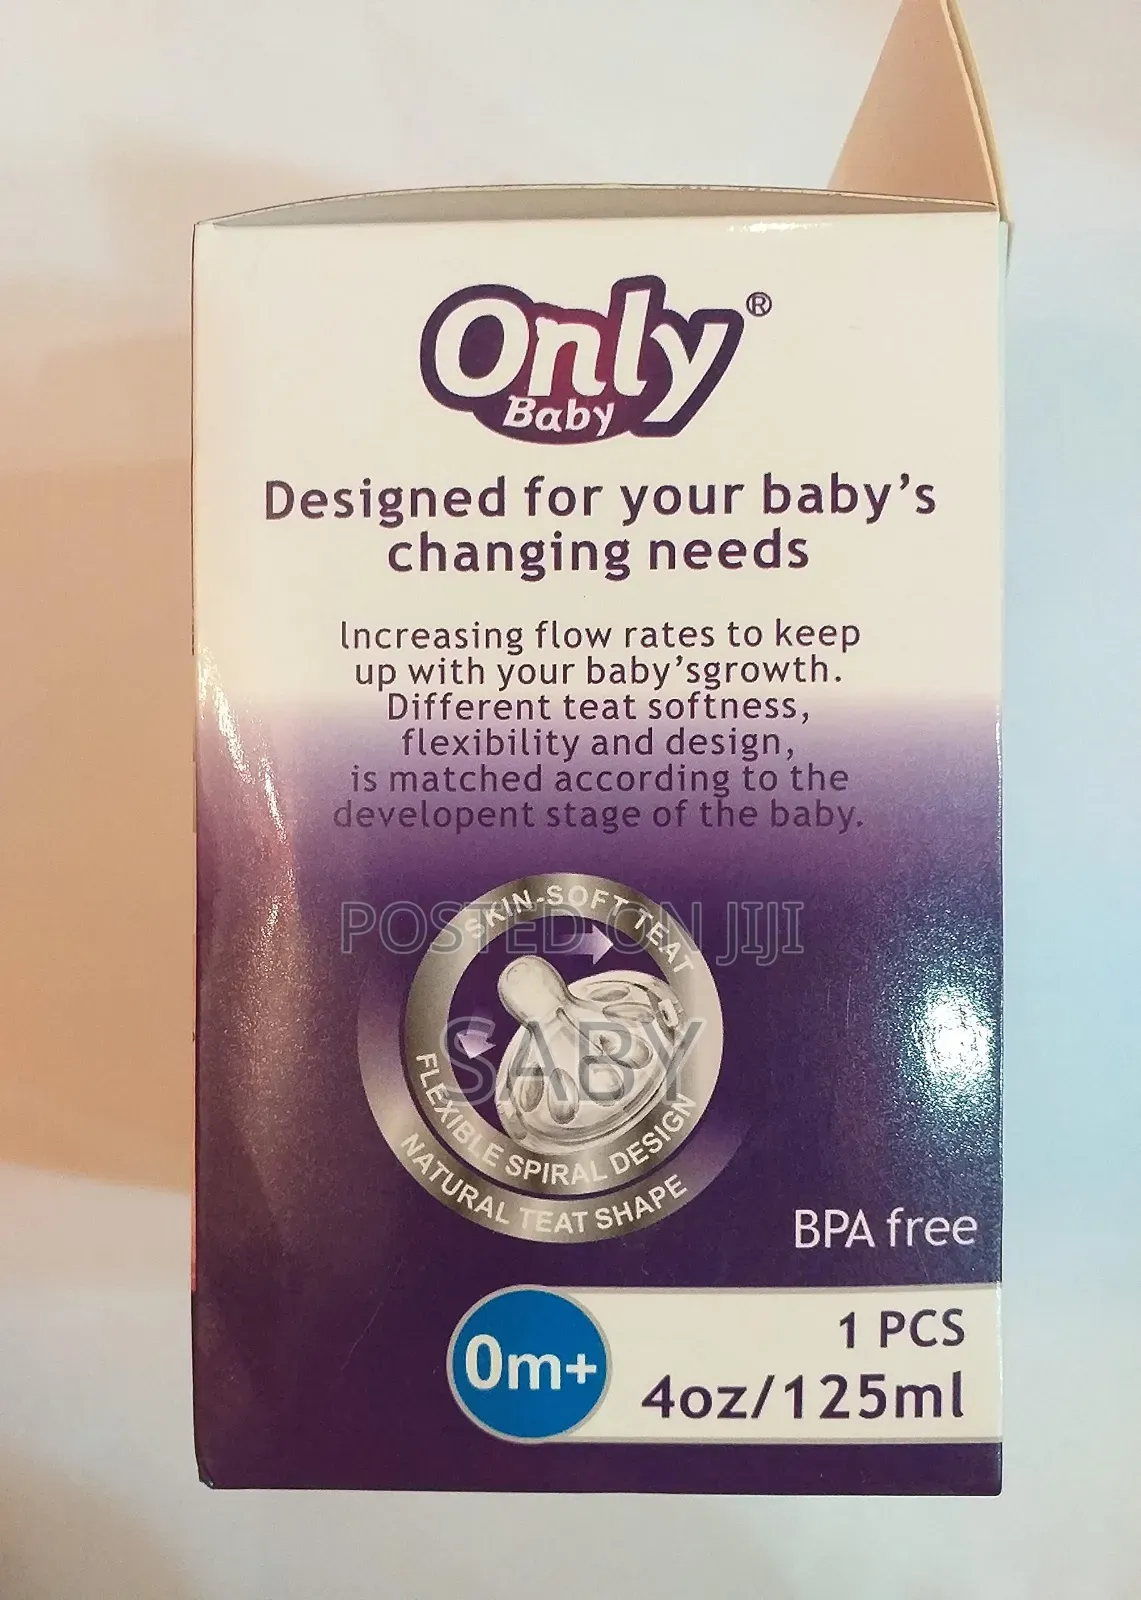 Only®
Baby
Designed for your baby's
changing needs
Increasing flow rates to keep
up with your baby'sgrowth.
Different teat softness,
flexibility and design,
is matched according to the
developent stage of the baby.
SKIN-SOFT TEAT
POSTED ON JIJI
SABY
FLEXIBLE SPIRAL DESIGN
NATURAL TEAT SHAPE
BPA free
0m+
1 PCS
4oz/125ml